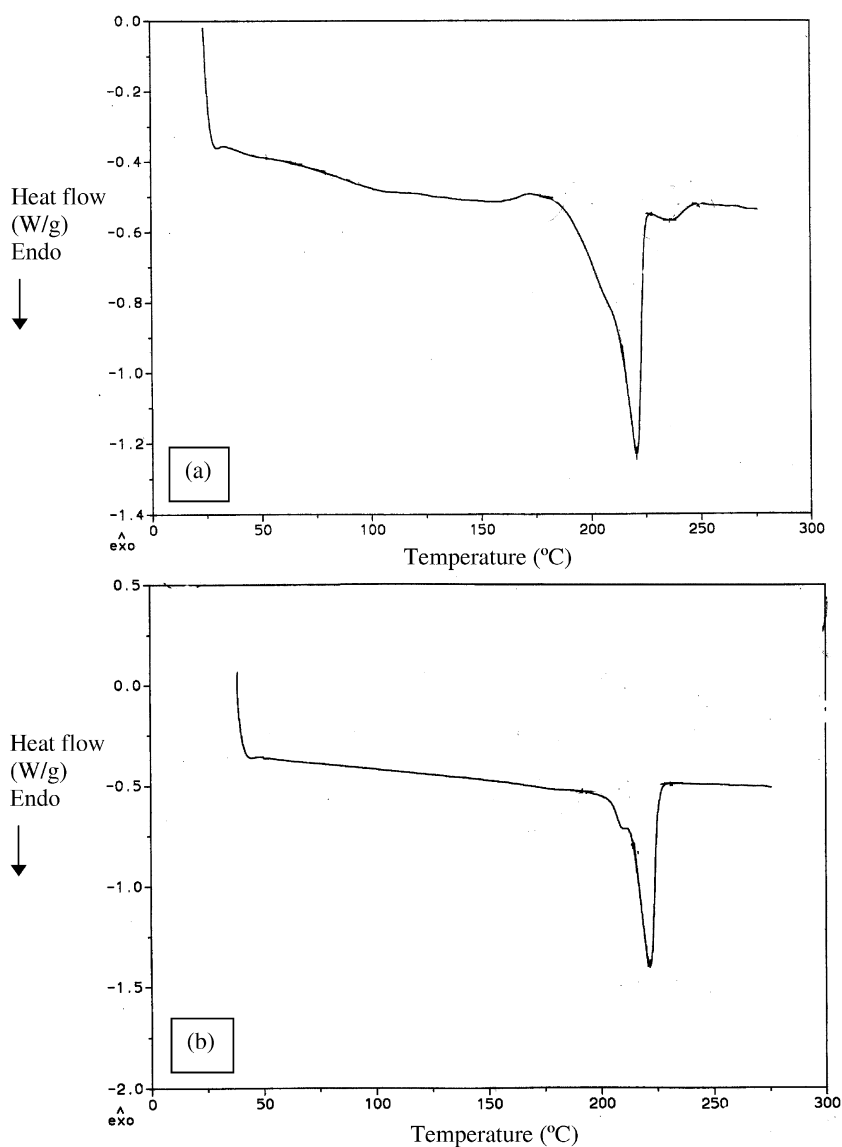 0.0
-0.2
-0.4
-0.6
-0.8
-1.0
-1.2
-1.4
Heat flow
(W/g)
Endo
(a)
0 50 100 150 200 250 300
^
exo
Temperature (ºC)
0.5
0.0
-0.5
-1.0
-1.5
-2.0
Heat flow
(W/g)
Endo
(b)
0 50 100 150 200 250 300
^
exo
Temperature (ºC)